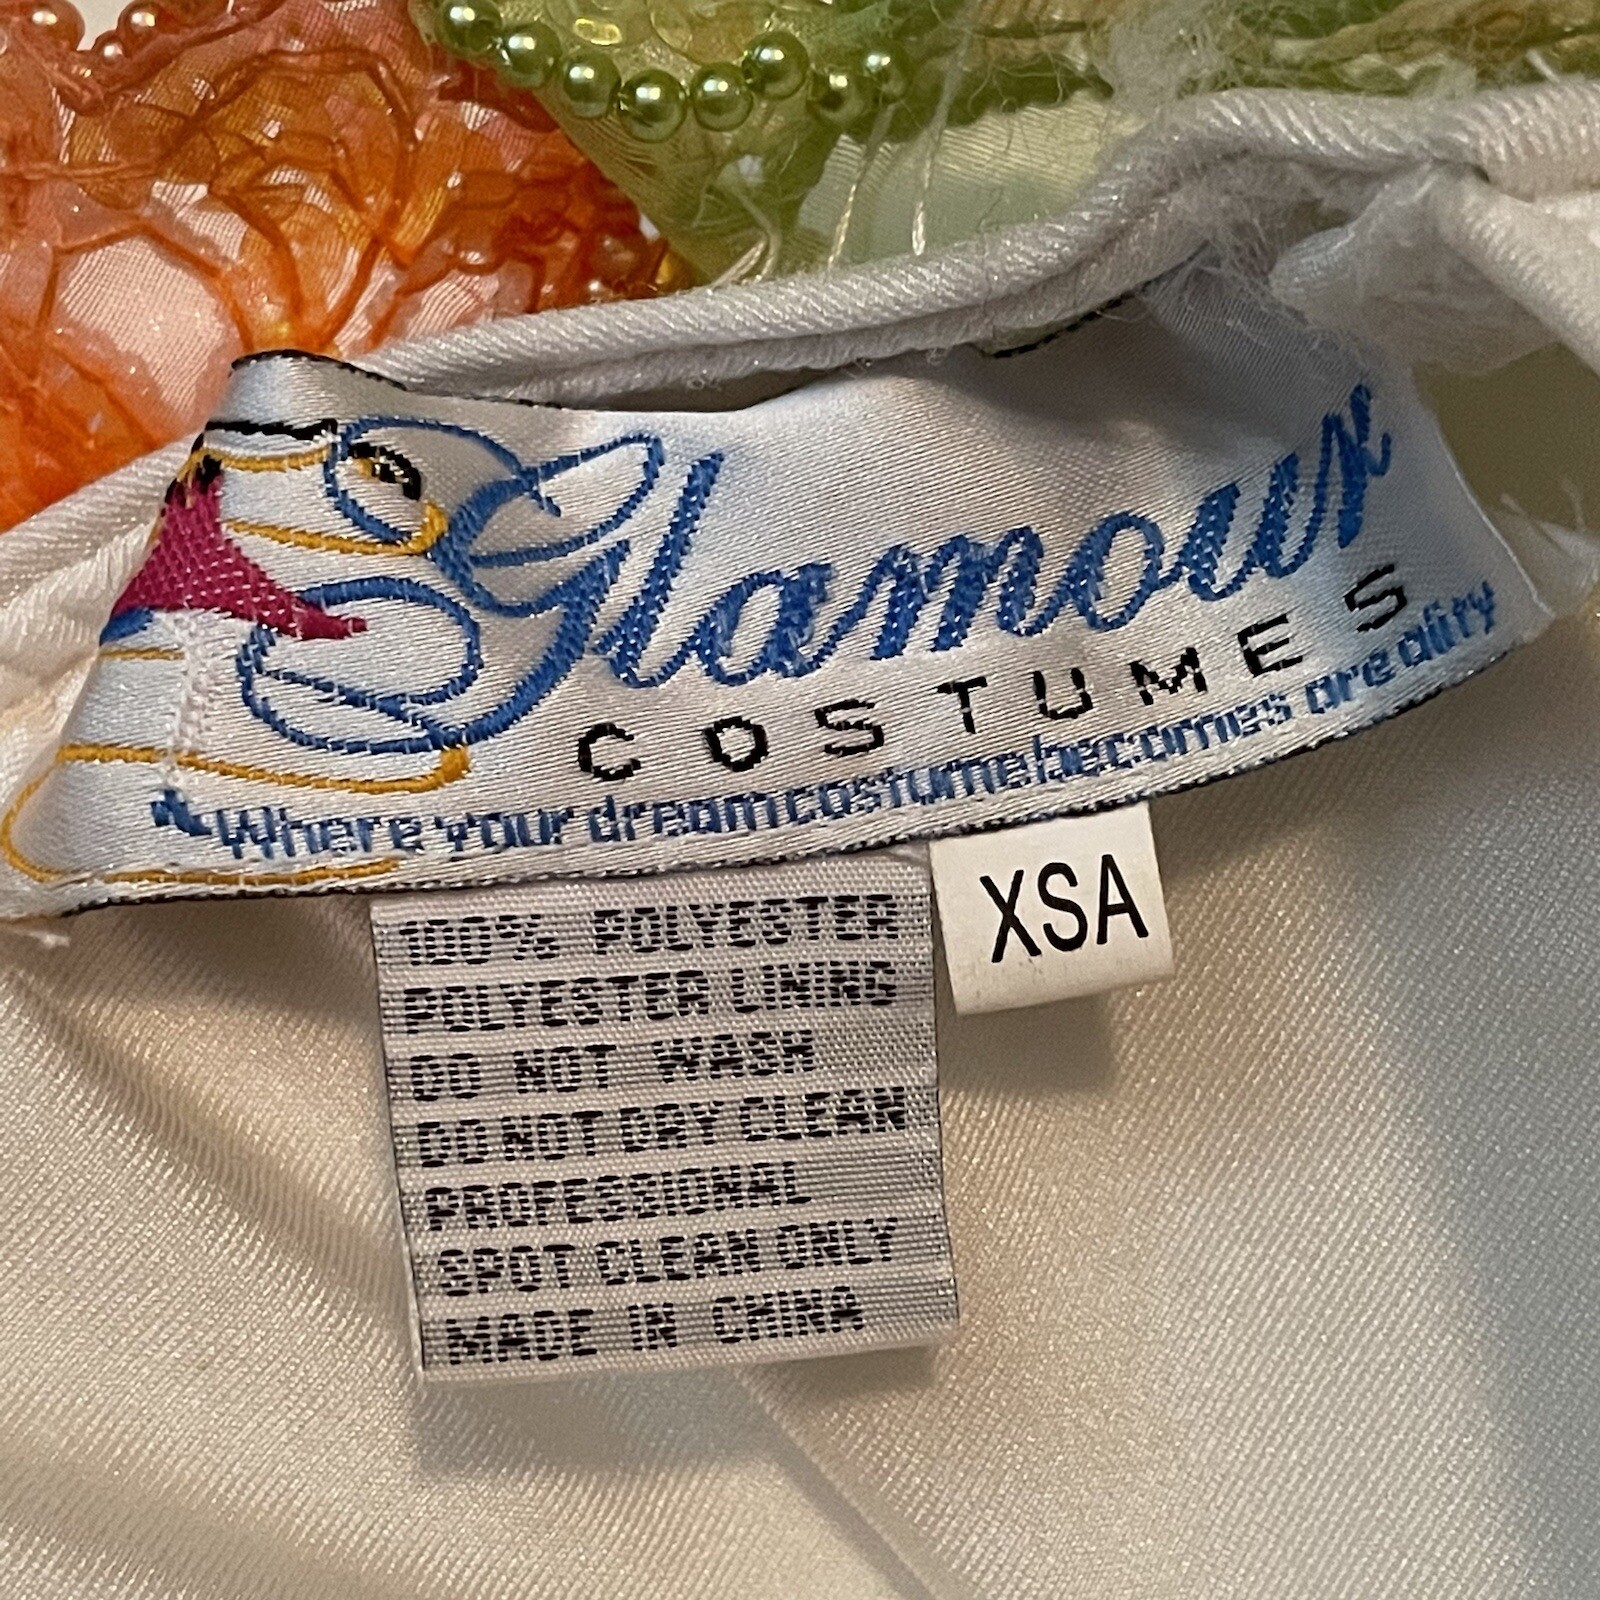 Glamour
COSTUMES
Where your dream costume becomes a reality
XSA
100% POLYESTER
POLYESTER LINING
DO NOT WASH
DO NOT DRY CLEAN
PROFESSIONAL
SPOT CLEAN ONLY
MADE IN CHINA